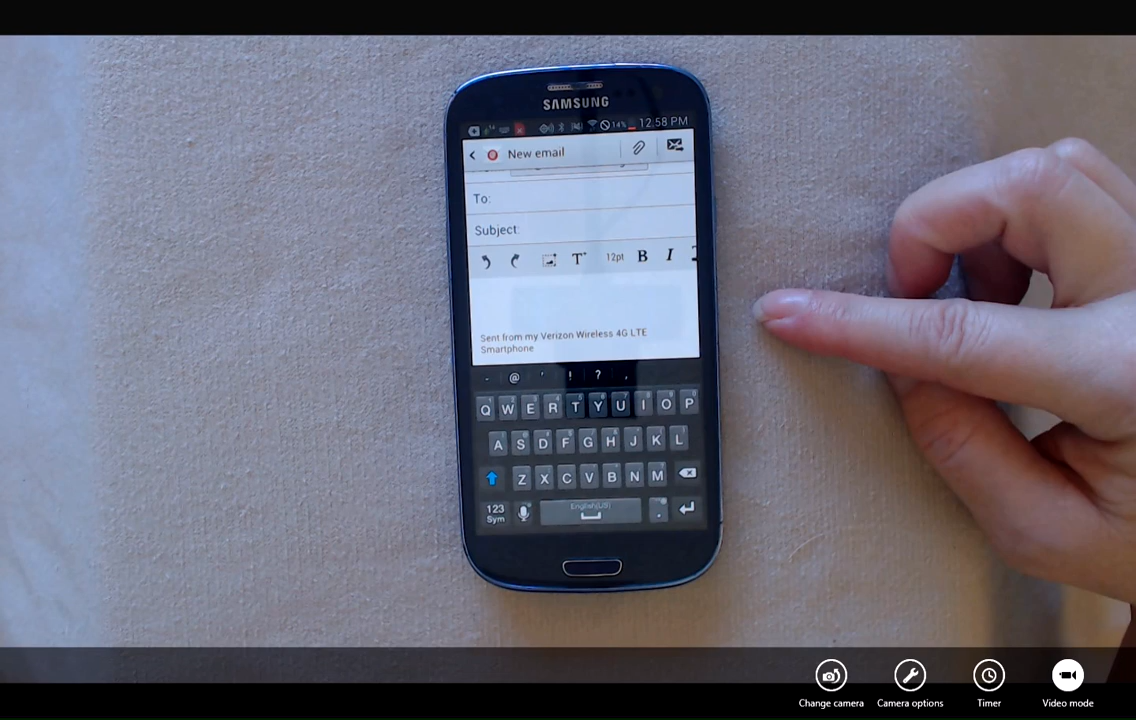 SAMSUNG
14% 12:58 PM
New email
To:
Subject:
T 12pt B I
Sent from my Verizon Wireless 4G LTE
Smartphone
- @ ' ! ? ,
Q W E R T Y U I O P
A S D F G H J K L
Z X C V B N M
123
Sym
English(US)
.
Change camera
Camera options
Timer
Video mode